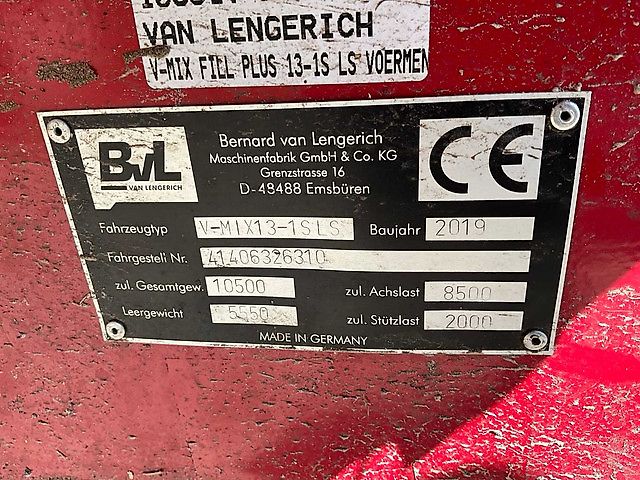 VAN LENGERICH
V-MIX FILL PLUS 13-1S LS VOERMEN
BvL
VAN LENGERICH
Bernard van Lengerich
Maschinenfabrik GmbH & Co. KG
Grenzstrasse 16
D-48488 Emsbüren
CE
Fahrzeugtyp V-MIX13-1SLS Baujahr 2019
Fahrgestell Nr. 41406326310
zul. Gesamtgew. 10500 zul. Achslast 8500
Leergewicht 5550 zul. Stützlast 2000
MADE IN GERMANY